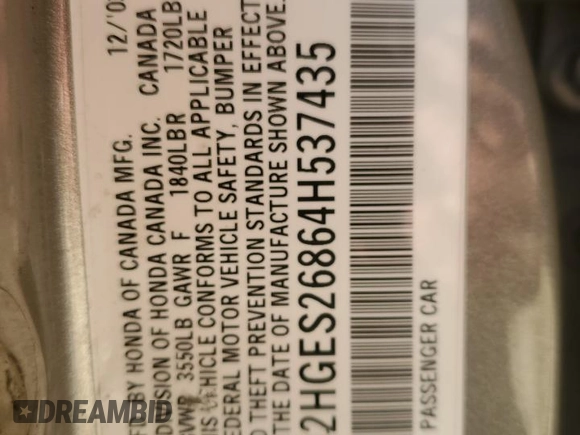 BY HONDA OF CANADA MFG. 12/'0
DIVISION OF HONDA CANADA INC. CANADA
GVWR 3550LB GAWR F 1840LBR 1720LB
VEHICLE CONFORMS TO ALL APPLICABLE
FEDERAL MOTOR VEHICLE SAFETY, BUMPER
THEFT PREVENTION STANDARDS IN EFFECT
THE DATE OF MANUFACTURE SHOWN ABOVE.
2HGES26864H537435
PASSENGER CAR
DREAMBID